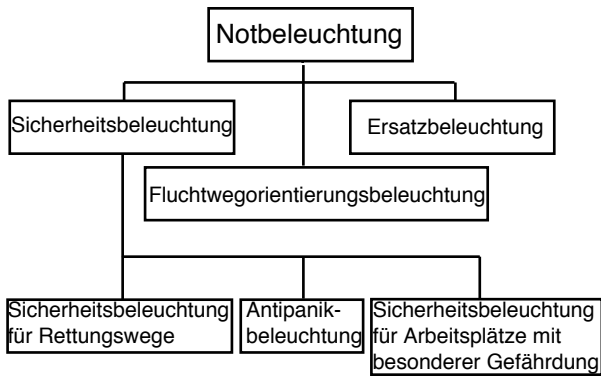 Notbeleuchtung
Sicherheitsbeleuchtung
Ersatzbeleuchtung
Fluchtwegorientierungsbeleuchtung
Sicherheitsbeleuchtung
für Rettungswege
Antipanik-
beleuchtung
Sicherheitsbeleuchtung
für Arbeitsplätze mit
besonderer Gefährdung